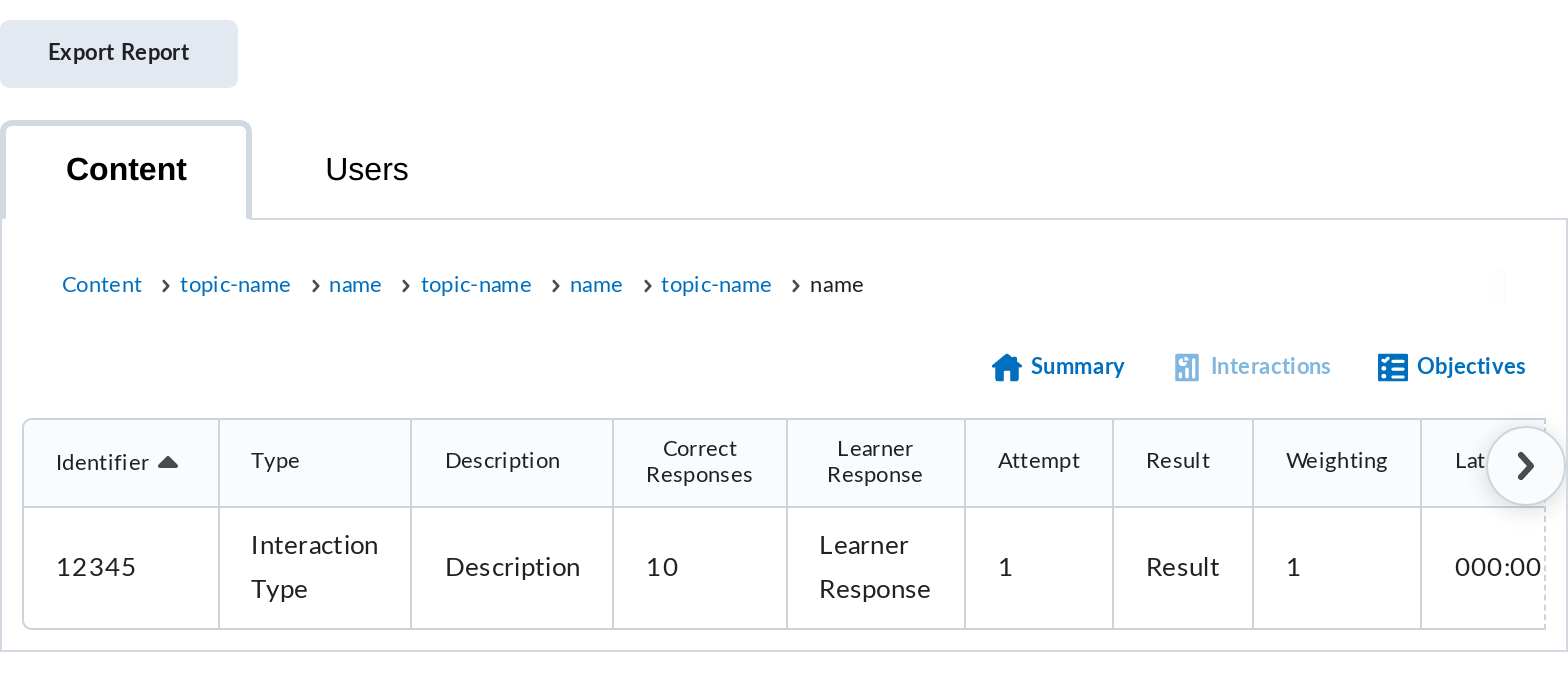 Export Report
Content Users
Content topic-name name topic-name name topic-name name
Summary Interactions Objectives
Identifier Type Description Correct Responses Learner Response Attempt Result Weighting Lat
12345 Interaction Type Description 10 Learner Response 1 Result 1 000:00